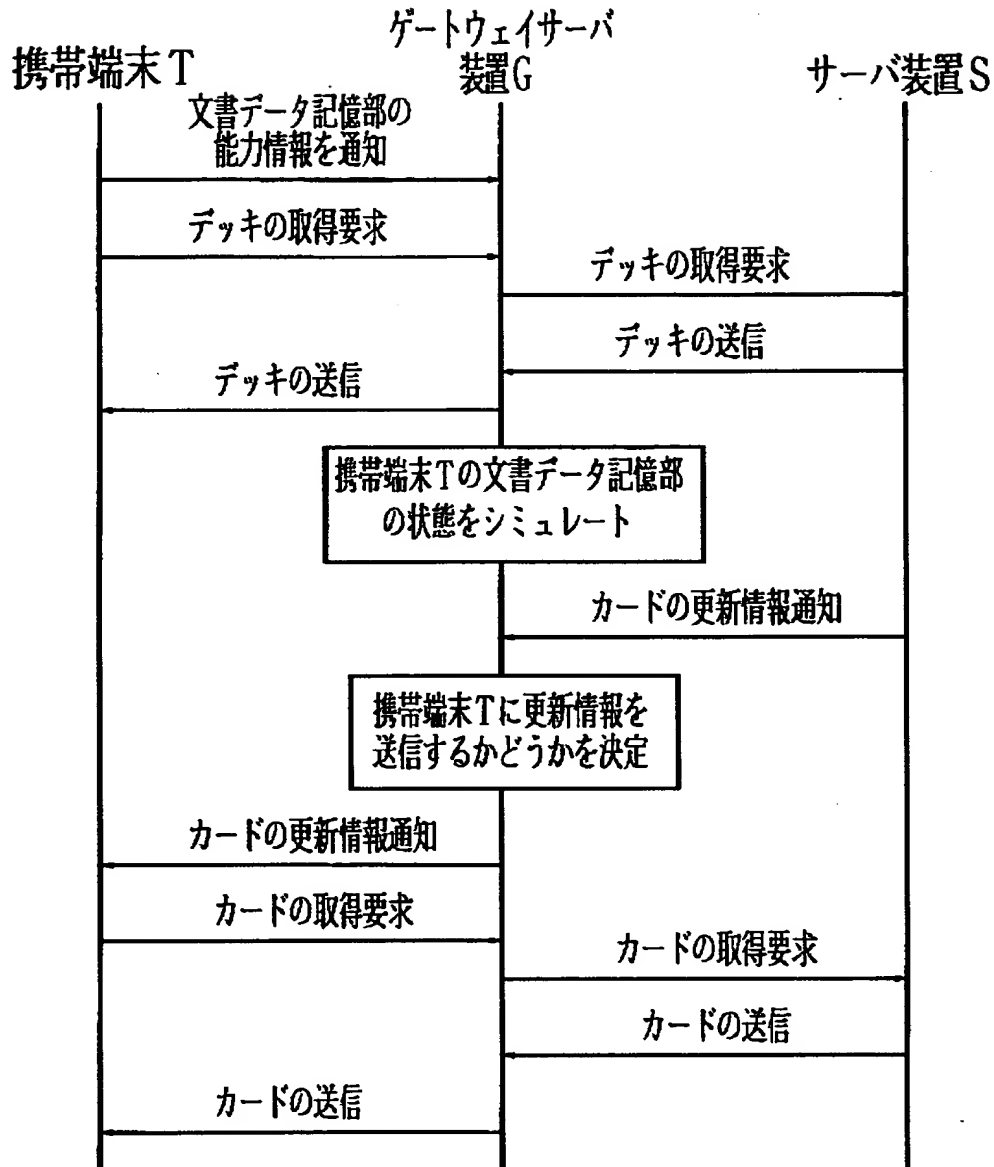 携帯端末T
ゲートウェイサーバ
装置G
サーバ装置S
文書データ記憶部の
能力情報を通知
デッキの取得要求
デッキの取得要求
デッキの送信
デッキの送信
携帯端末Tの文書データ記憶部
の状態をシミュレート
カードの更新情報通知
携帯端末Tに更新情報を
送信するかどうかを決定
カードの更新情報通知
カードの取得要求
カードの取得要求
カードの送信
カードの送信